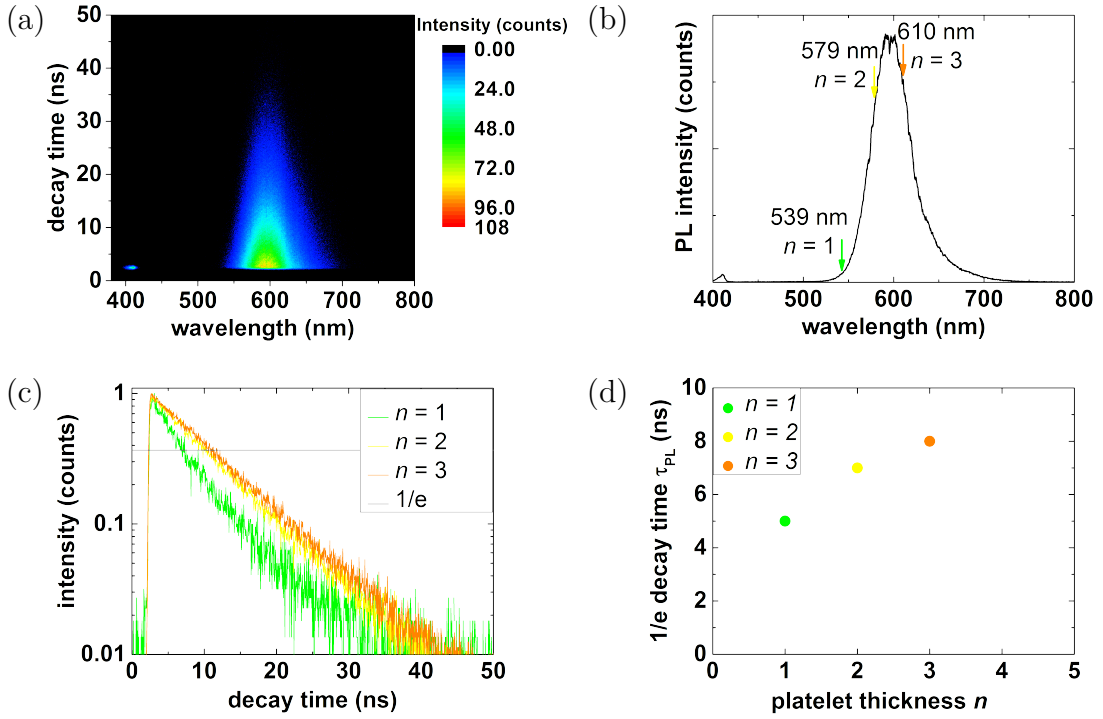 (a)
Intensity (counts)
0.00
24.0
48.0
72.0
96.0
108
50
40
30
20
10
0
decay time (ns)
400
500
600
700
800
wavelength (nm)
(b)
579 nm
n = 2
610 nm
n = 3
539 nm
n = 1
PL intensity (counts)
400
500
600
700
800
wavelength (nm)
(c)
1
0.1
0.01
intensity (counts)
n = 1
n = 2
n = 3
1/e
0
10
20
30
40
50
decay time (ns)
(d)
10
8
6
4
2
0
1/e decay time τPL (ns)
n = 1
n = 2
n = 3
0
1
2
3
4
5
platelet thickness n